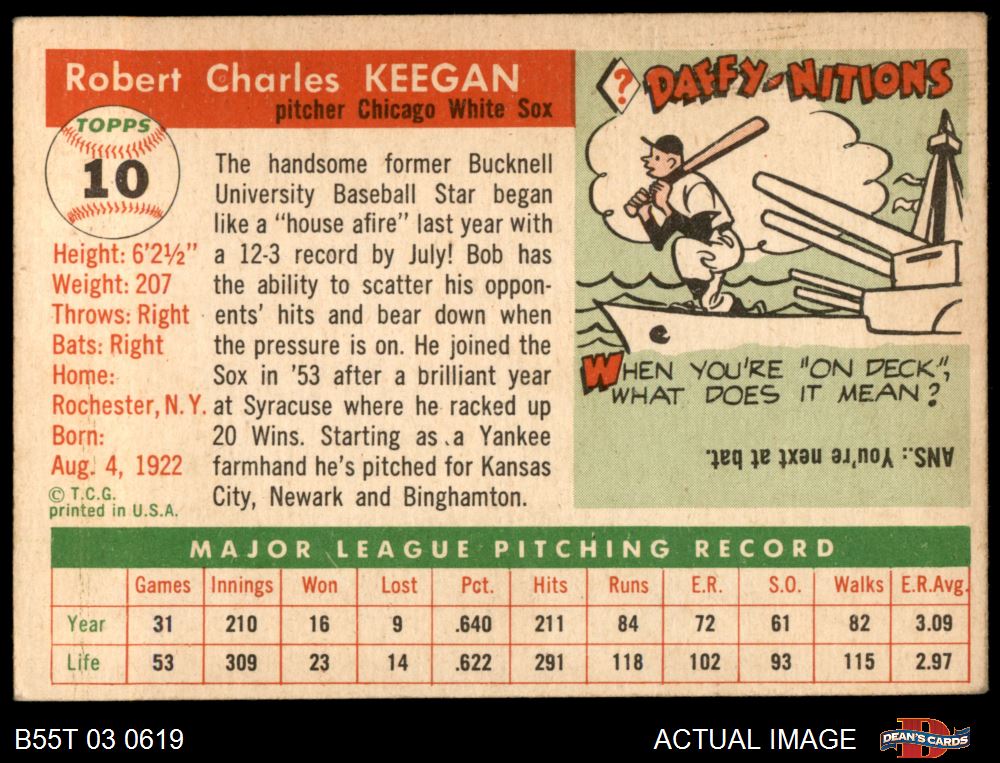 Robert Charles KEEGAN
pitcher Chicago White Sox
TOPPS
10
Height: 6'2½"
Weight: 207
Throws: Right
Bats: Right
Home:
Rochester, N.Y.
Born:
Aug. 4, 1922
© T.C.G.
printed in U.S.A.
The handsome former Bucknell
University Baseball Star began
like a "house afire" last year with
a 12-3 record by July! Bob has
the ability to scatter his oppon-
ents' hits and bear down when
the pressure is on. He joined the
Sox in '53 after a brilliant year
at Syracuse where he racked up
20 Wins. Starting as a Yankee
farmhand he's pitched for Kansas
City, Newark and Binghamton.
? DAFFY-NITIONS
WHEN YOU'RE "ON DECK",
WHAT DOES IT MEAN?
ANS.: You're next at bat.
MAJOR LEAGUE PITCHING RECORD
Games Innings Won Lost Pct. Hits Runs E.R. S.O. Walks E.R.Avg.
Year 31 210 16 9 .640 211 84 72 61 82 3.09
Life 53 309 23 14 .622 291 118 102 93 115 2.97
B55T 03 0619
ACTUAL IMAGE
DEAN'S CARDS